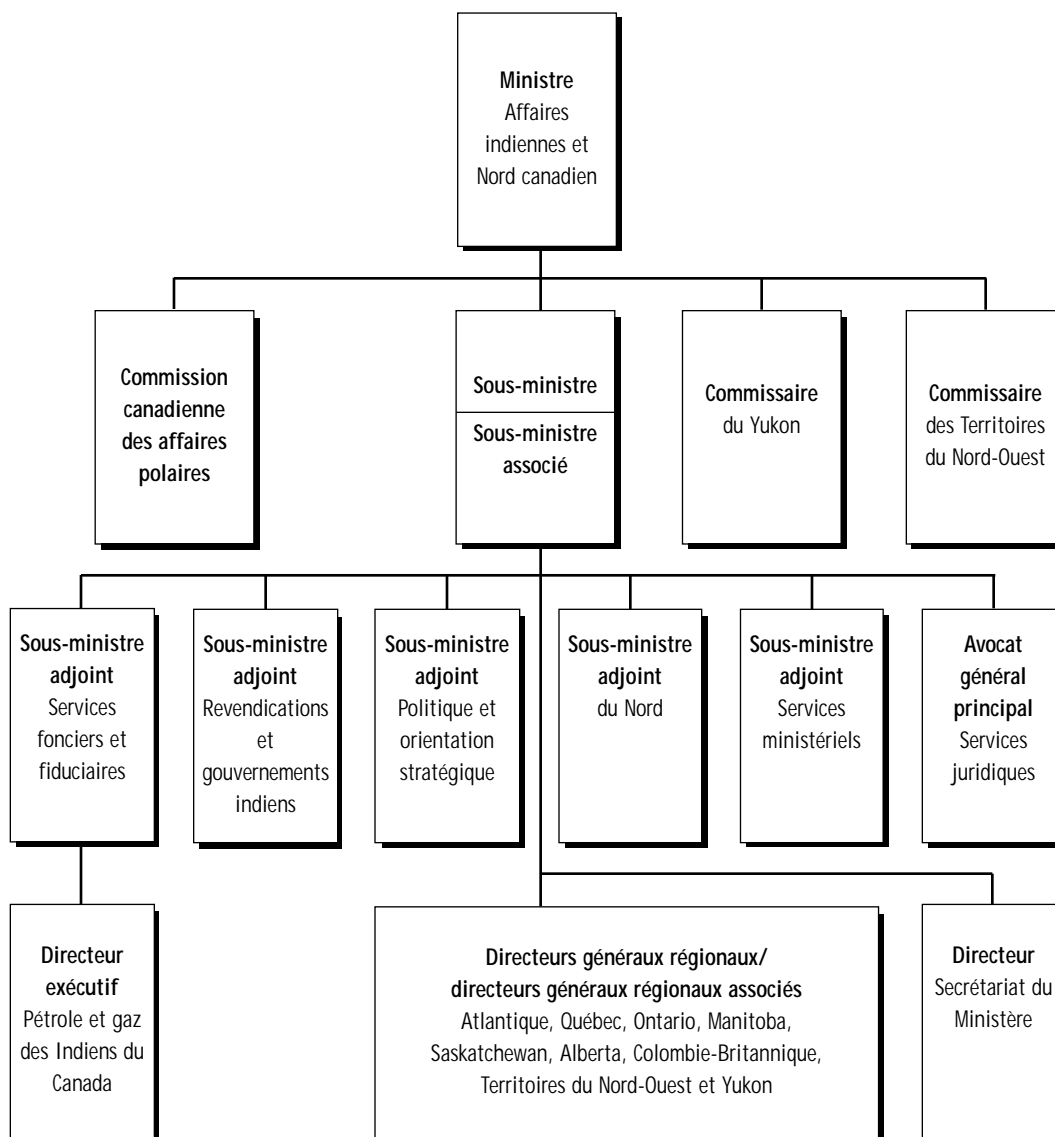 Ministre
Affaires
indiennes et
Nord canadien
Commission
canadienne
des affaires
polaires
Sous-ministre
Sous-ministre
associé
Commissaire
du Yukon
Commissaire
des Territoires
du Nord-Ouest
Sous-ministre
adjoint
Services
fonciers et
fiduciaires
Sous-ministre
adjoint
Revendications
et
gouvernements
indiens
Sous-ministre
adjoint
Politique et
orientation
stratégique
Sous-ministre
adjoint
du Nord
Sous-ministre
adjoint
Services
ministériels
Avocat
général
principal
Services
juridiques
Directeur
exécutif
Pétrole et gaz
des Indiens du
Canada
Directeurs généraux régionaux/
directeurs généraux régionaux associés
Atlantique, Québec, Ontario, Manitoba,
Saskatchewan, Alberta, Colombie-Britannique,
Territoires du Nord-Ouest et Yukon
Directeur
Secrétariat du
Ministère